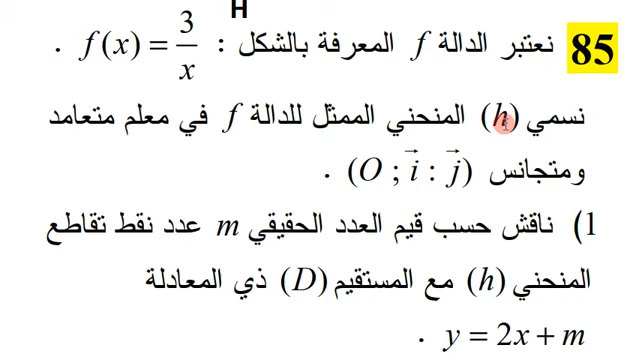 H
85 نعتبر الدالة f المعرفة بالشكل : f(x) = 3/x .
نسمي (h) المنحني الممثل للدالة f في معلم متعامد
ومتجانس (O ; i⃗ : j⃗) .
1) ناقش حسب قيم العدد الحقيقي m عدد نقط تقاطع
المنحني (h) مع المستقيم (D) ذي المعادلة
y = 2x + m .